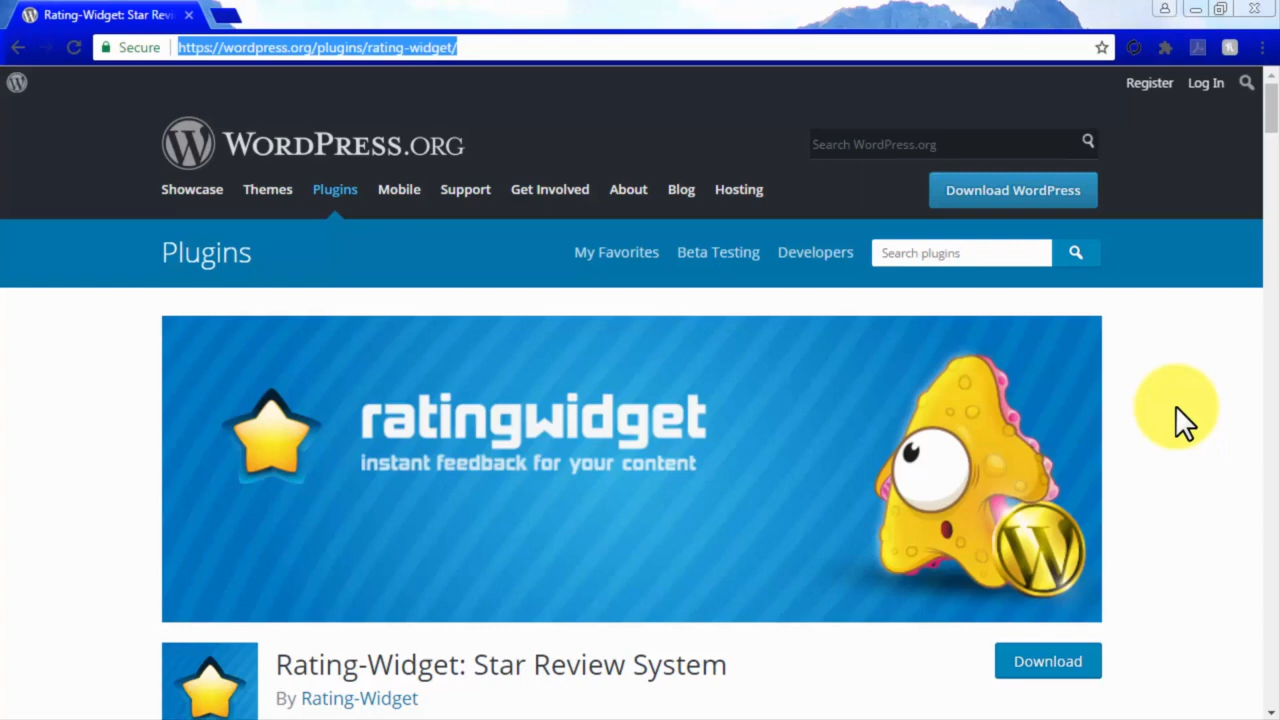 Rating-Widget: Star Revi
Secure https://wordpress.org/plugins/rating-widget/
Register Log In
WORDPRESS.ORG
Search WordPress.org
Showcase Themes Plugins Mobile Support Get Involved About Blog Hosting
Download WordPress
Plugins
My Favorites Beta Testing Developers
Search plugins
ratingwidget
instant feedback for your content
Rating-Widget: Star Review System
Download
By Rating-Widget